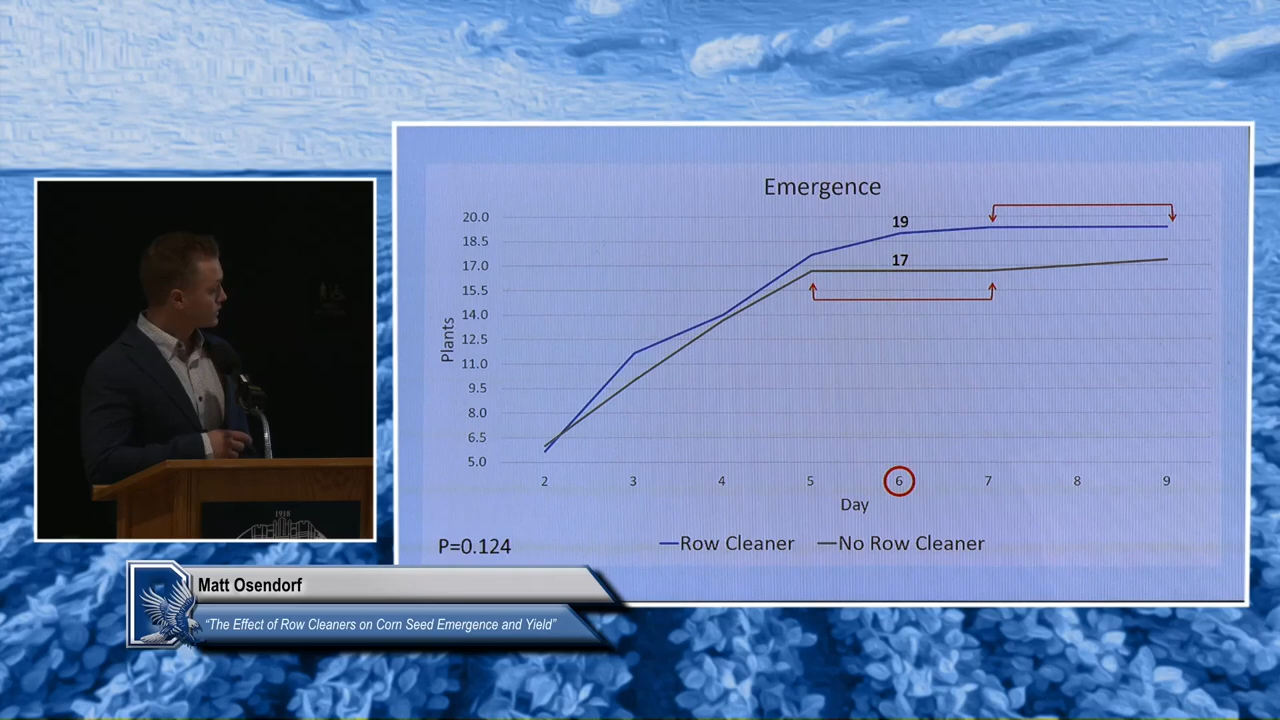 Emergence
20.0
18.5
17.0
15.5
14.0
12.5
11.0
9.5
8.0
6.5
5.0
Plants
19
17
2 3 4 5 6 7 8 9
Day
P=0.124
Row Cleaner No Row Cleaner
1918
Matt Osendorf
"The Effect of Row Cleaners on Corn Seed Emergence and Yield"